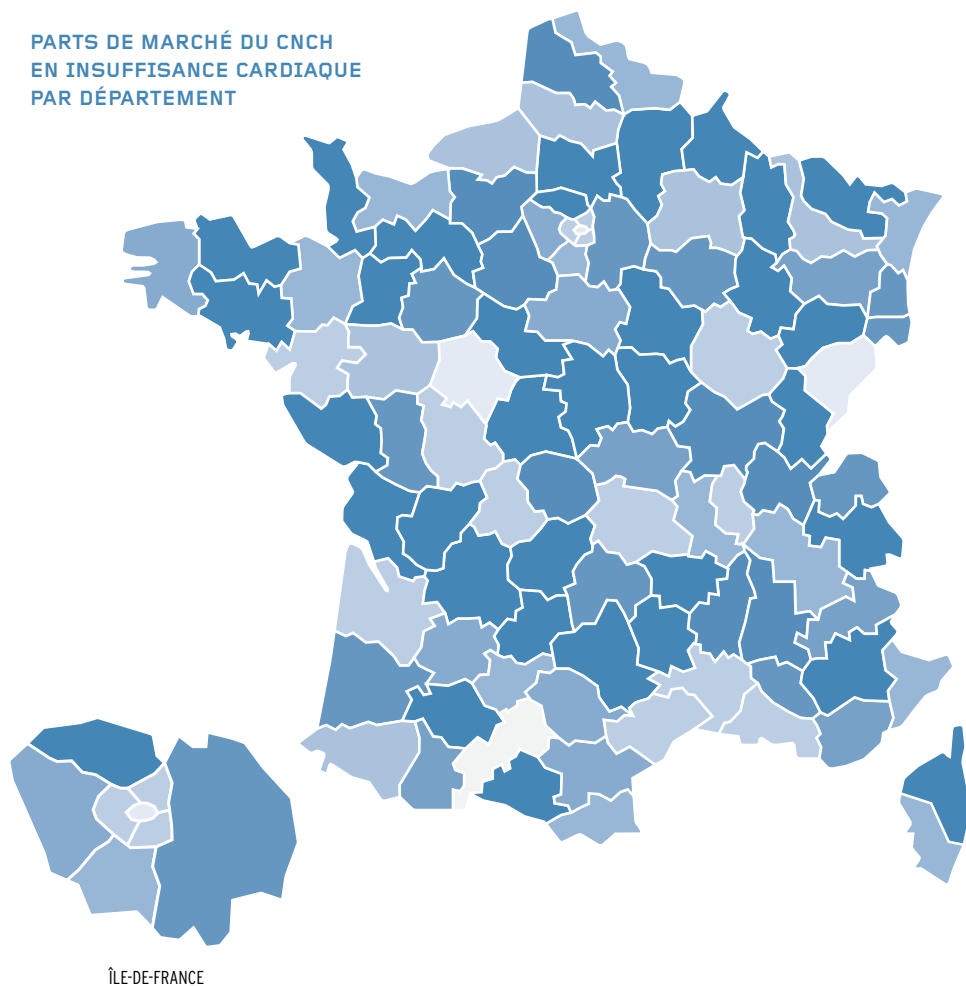 PARTS DE MARCHÉ DU CNCH
EN INSUFFISANCE CARDIAQUE
PAR DÉPARTEMENT
ÎLE-DE-FRANCE